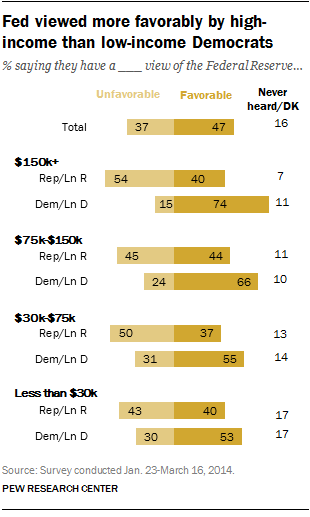 Fed viewed more favorably by high-
income than low-income Democrats
% saying they have a ____ view of the Federal Reserve...
Unfavorable Favorable Never
heard/DK
Total 37 47 16
$150k+
Rep/Ln R 54 40 7
Dem/Ln D 15 74 11
$75k-$150k
Rep/Ln R 45 44 11
Dem/Ln D 24 66 10
$30k-$75k
Rep/Ln R 50 37 13
Dem/Ln D 31 55 14
Less than $30k
Rep/Ln R 43 40 17
Dem/Ln D 30 53 17
Source: Survey conducted Jan. 23-March 16, 2014.
PEW RESEARCH CENTER